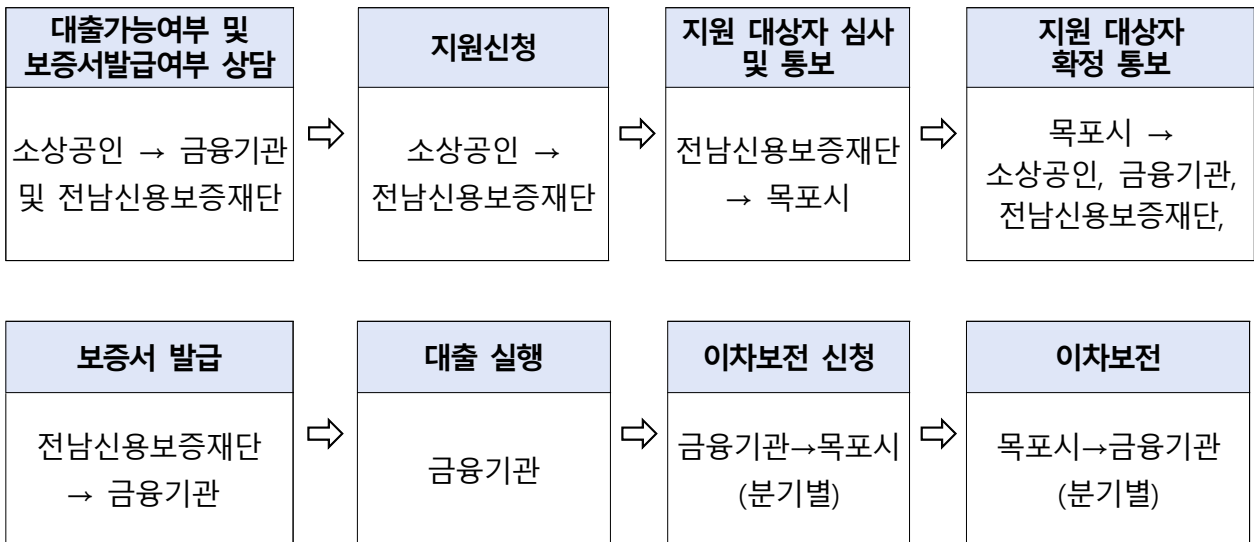 대출가능여부 및
보증서발급여부 상담
소상공인 → 금융기관
및 전남신용보증재단
지원신청
소상공인 →
전남신용보증재단
지원 대상자 심사
및 통보
전남신용보증재단
→ 목포시
지원 대상자
확정 통보
목포시 →
소상공인, 금융기관,
전남신용보증재단,
보증서 발급
전남신용보증재단
→ 금융기관
대출 실행
금융기관
이차보전 신청
금융기관→목포시
(분기별)
이차보전
목포시→금융기관
(분기별)